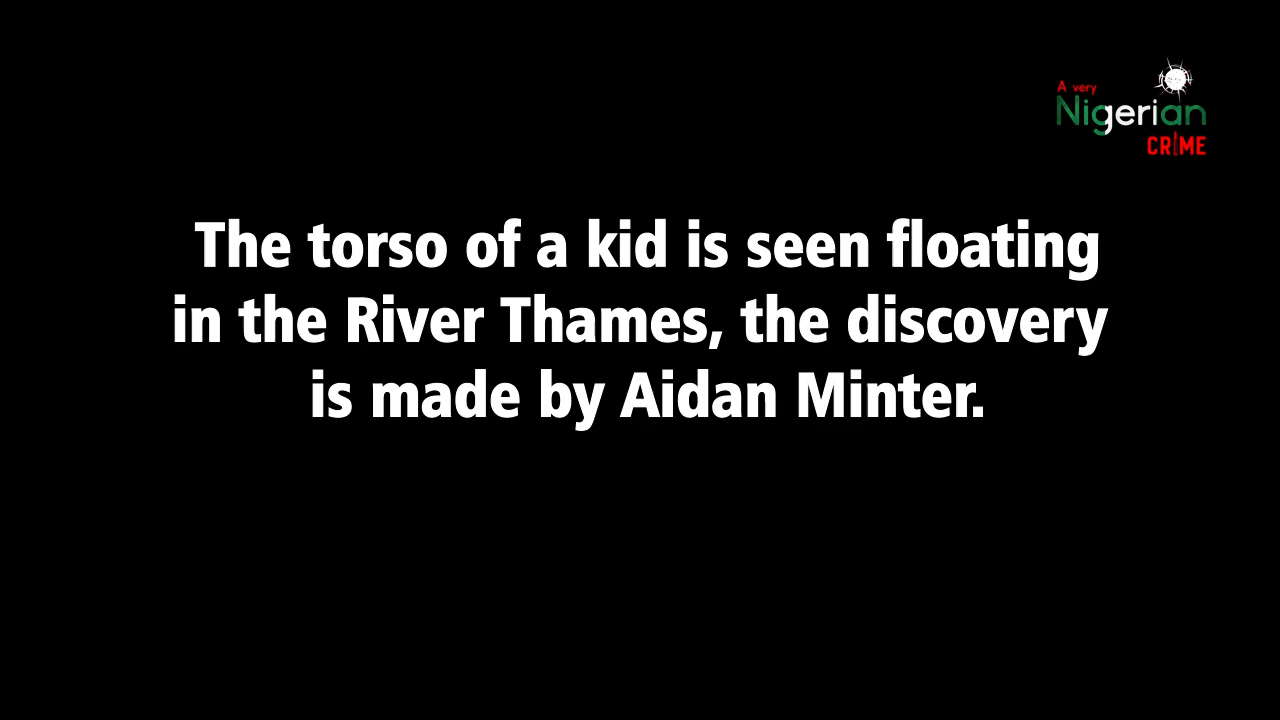 A very
Nigerian
CRIME
The torso of a kid is seen floating
in the River Thames, the discovery
is made by Aidan Minter.